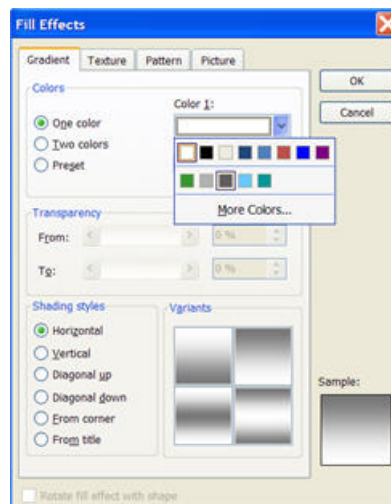 Fill Effects
Gradient Texture Pattern Picture
Colors
Color 1:
One color
Two colors
Preset
More Colors...
OK
Cancel
Transparency
From: 0 %
To: 0 %
Shading styles
Horizontal
Vertical
Diagonal up
Diagonal down
From corner
From title
Variants
Sample:
Rotate fill effect with shape